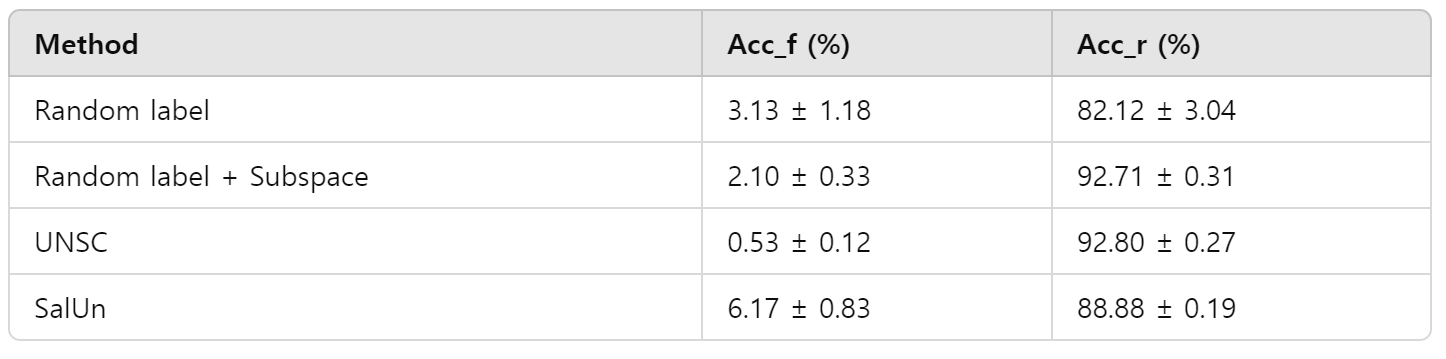 Method Acc_f (%) Acc_r (%)
Random label 3.13 ± 1.18 82.12 ± 3.04
Random label + Subspace 2.10 ± 0.33 92.71 ± 0.31
UNSC 0.53 ± 0.12 92.80 ± 0.27
SalUn 6.17 ± 0.83 88.88 ± 0.19